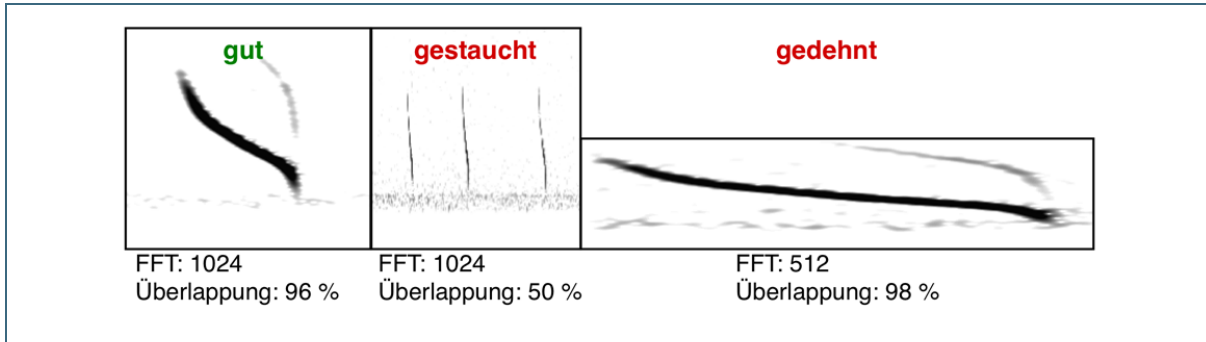 gut
gestaucht
gedehnt
FFT: 1024
Überlappung: 96 %
FFT: 1024
Überlappung: 50 %
FFT: 512
Überlappung: 98 %